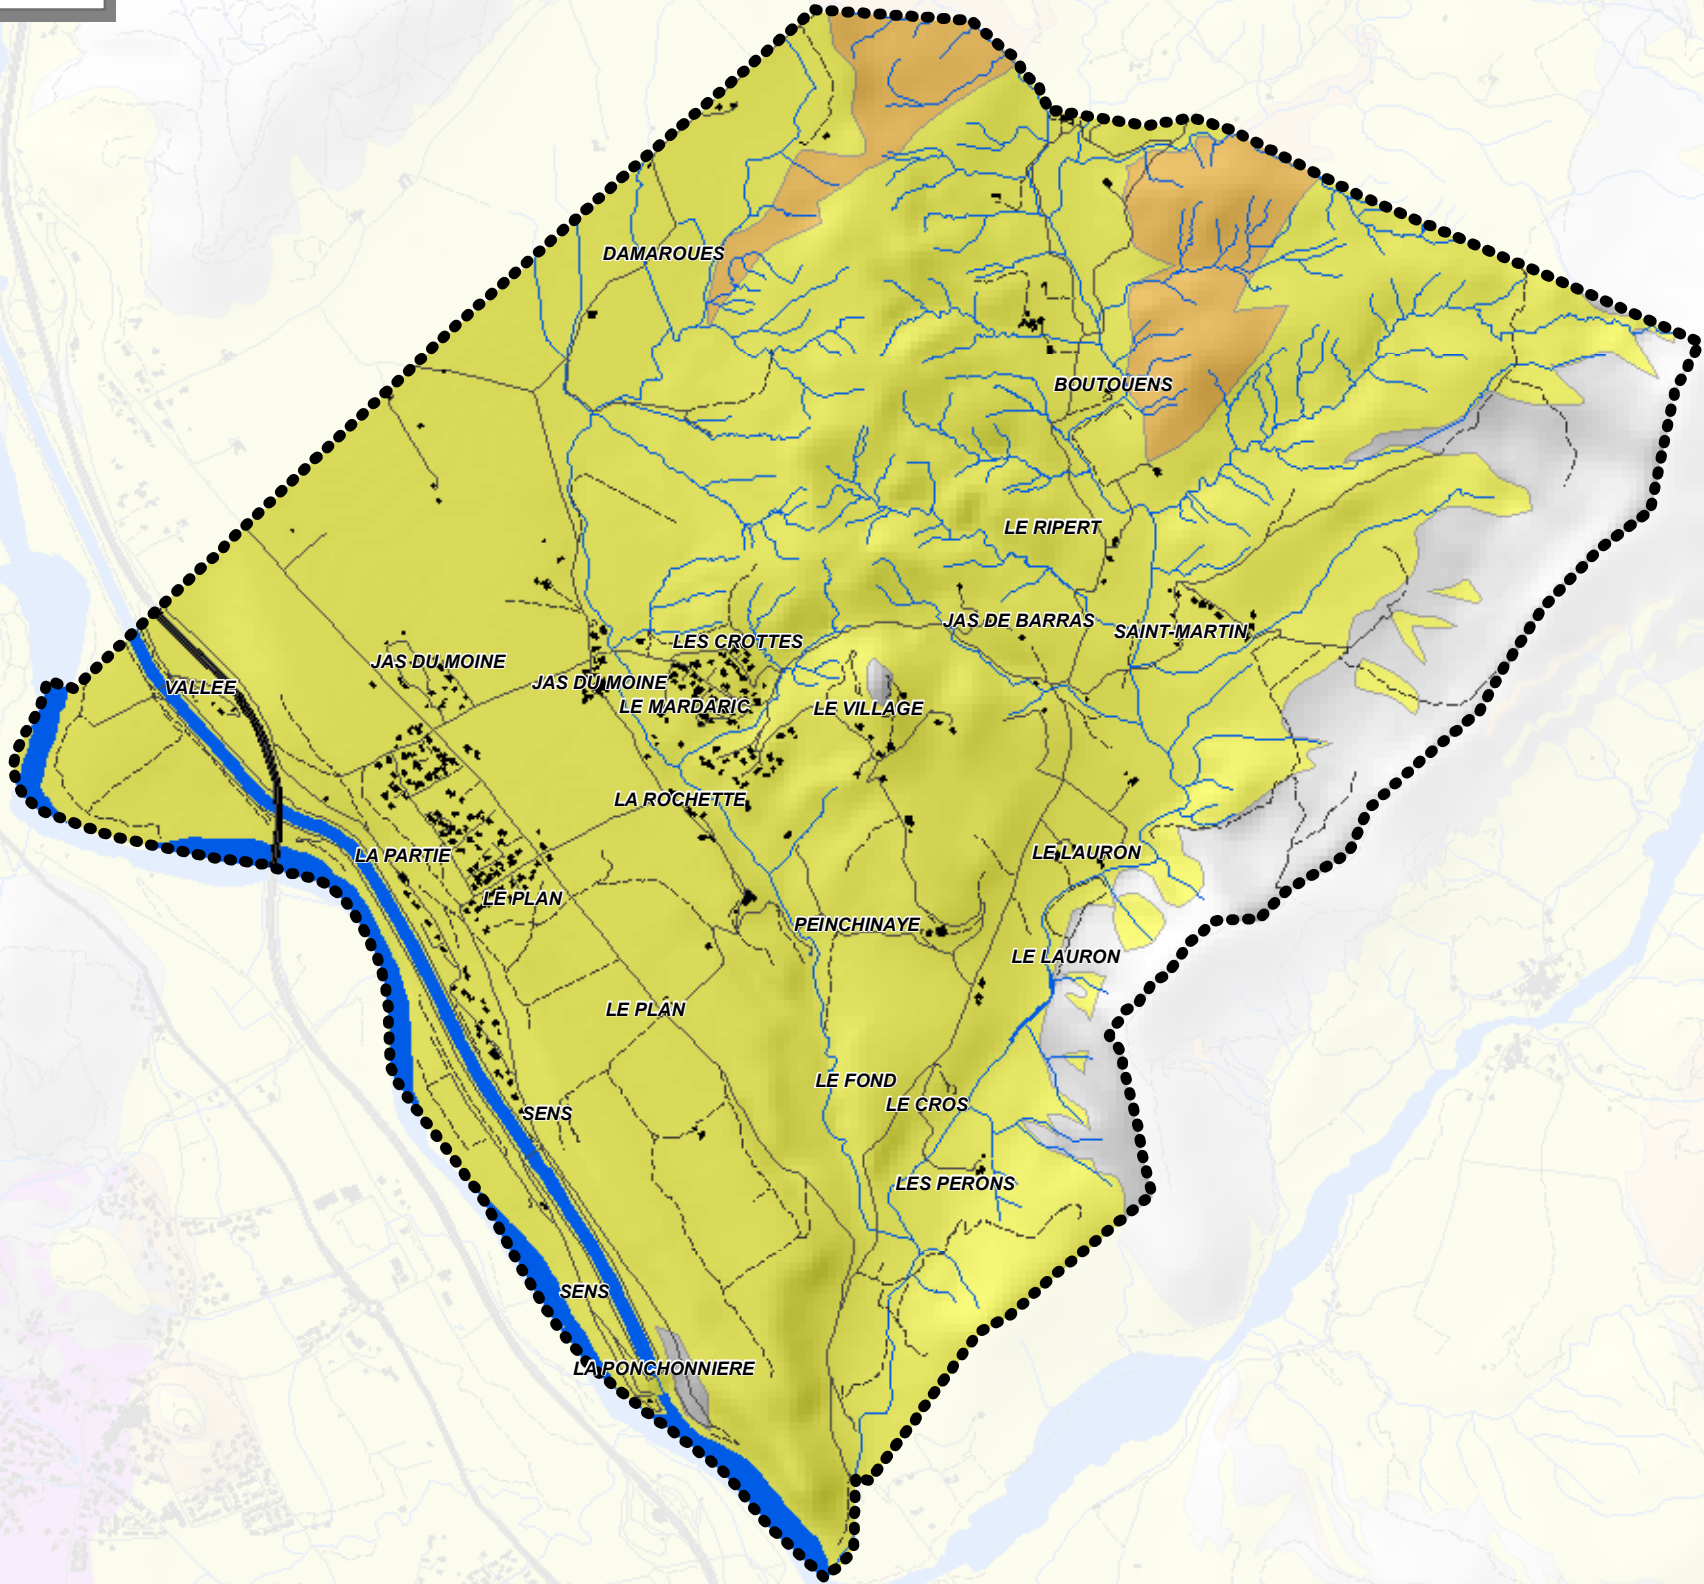 DAMAROUES
BOUTOUENS
LE RIPERT
JAS DE BARRAS
SAINT-MARTIN
LES CROTTES
JAS DU MOINE
JAS DU MOINE
VALLEE
LE MARDARIC
LE VILLAGE
LA ROCHETTE
LA PARTIE
LE LAURON
LE PLAN
PEINCHINAYE
LE LAURON
LE PLAN
LE FOND
LE CROS
SENS
LES PERONS
SENS
LA PONCHONNIERE